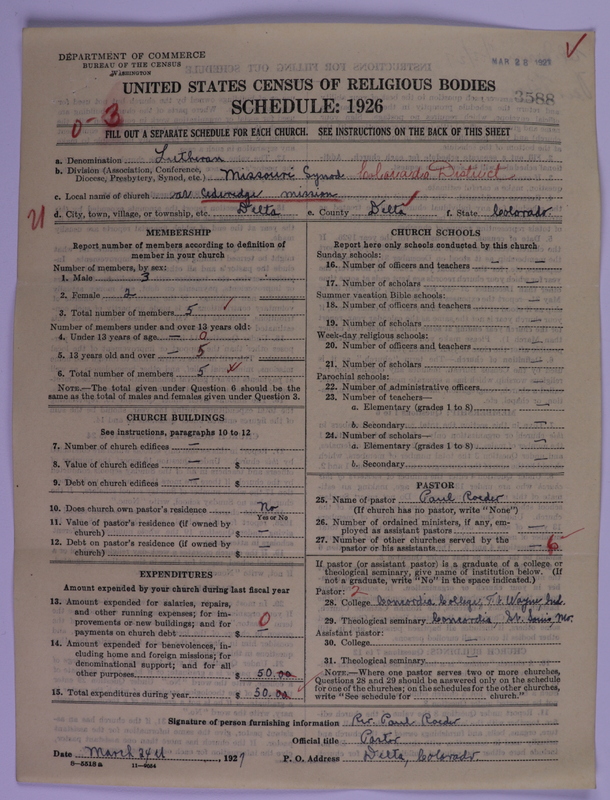 DEPARTMENT OF COMMERCE
BUREAU OF THE CENSUS
WASHINGTON
MAR 28 1927
3588
UNITED STATES CENSUS OF RELIGIOUS BODIES
SCHEDULE: 1926
0-3
FILL OUT A SEPARATE SCHEDULE FOR EACH CHURCH. SEE INSTRUCTIONS ON THE BACK OF THIS SHEET
a. Denomination Lutheran
b. Division (Association, Conference,
Diocese, Presbytery, Synod, etc.) Missouri Synod Colorado District
c. Local name of church or Cederedge mission
d. City, town, village, or township, etc. Delta e. County Delta f. State Colorado
MEMBERSHIP
Report number of members according to definition of
member in your church
Number of members, by sex:
1. Male 3
2. Female 2
3. Total number of members 5
Number of members under and over 13 years old:
4. Under 13 years of age — 0
5. 13 years old and over — 5
6. Total number of members 5
NOTE.—The total given under Question 6 should be
same as the total of males and females given under Question 3.
CHURCH BUILDINGS
See instructions, paragraphs 10 to 12
7. Number of church edifices —
8. Value of church edifices — $
9. Debt on church edifices — $
10. Does church own pastor's residence No
Yes or No
11. Value of pastor's residence (if owned by
church) $ —
12. Debt on pastor's residence (if owned by
church) $ —
EXPENDITURES
Amount expended by your church during last fiscal year
13. Amount expended for salaries, repairs,
and other running expenses; for im-
provements or new buildings; and for
payments on church debt $ — 0
14. Amount expended for benevolences, in-
cluding home and foreign missions; for
denominational support; and for all
other purposes $ 50.00
15. Total expenditures during year $ 50.00
CHURCH SCHOOLS
Report here only schools conducted by this church
Sunday schools:
16. Number of officers and teachers — —
17. Number of scholars —
Summer vacation Bible schools:
18. Number of officers and teachers —
19. Number of scholars —
Week-day religious schools:
20. Number of officers and teachers —
21. Number of scholars —
Parochial schools:
22. Number of administrative officers —
23. Number of teachers—
a. Elementary (grades 1 to 8) —
b. Secondary —
24. Number of scholars—
a. Elementary (grades 1 to 8) —
b. Secondary —
PASTOR
25. Name of pastor Paul Roeder
(If church has no pastor, write "None")
26. Number of ordained ministers, if any, em-
ployed as assistant pastors —
27. Number of other churches served by the
pastor or his assistants 6
If pastor (or assistant pastor) is a graduate of a college or
theological seminary, give name of institution below. (If
not a graduate, write "No" in the space indicated.)
Pastor: 2
28. College Concordia College, Ft. Wayne, Ind.
29. Theological seminary Concordia, St. Louis, Mo.
Assistant pastor:
30. College —
31. Theological seminary
NOTE.—Where one pastor serves two or more churches,
Questions 28 and 29 should be answered only on the schedule
for one of the churches; on the schedules for the other churches,
write "See schedule for church."
Signature of person furnishing information Rev. Paul Roeder
Official title Pastor
Date March 24th, 1927 P. O. Address Delta, Colorado
8-5518a 11-9554